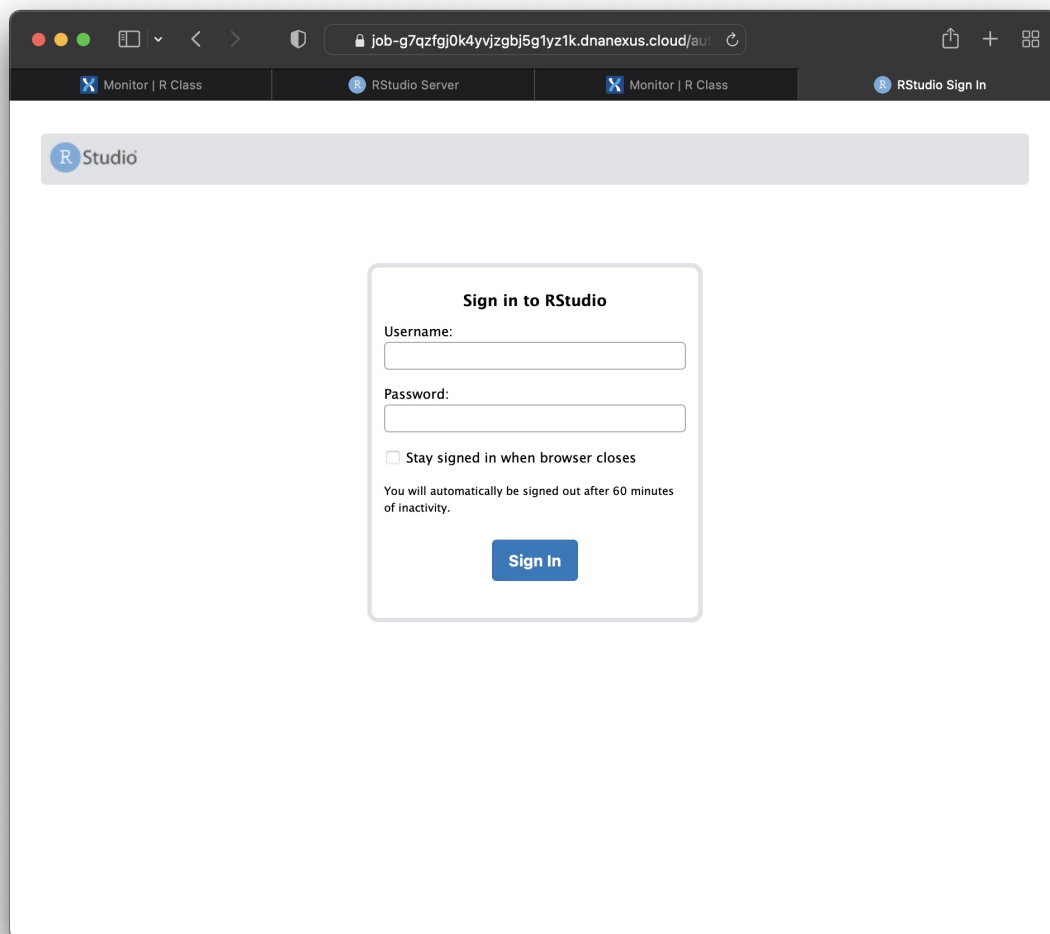 job-g7qzfgj0k4yvjzgbj5g1yz1k.dnanexus.cloud/aut
Monitor | R Class
R RStudio Server
Monitor | R Class
R RStudio Sign In
R Studio
Sign in to RStudio
Username:
Password:
Stay signed in when browser closes
You will automatically be signed out after 60 minutes
of inactivity.
Sign In